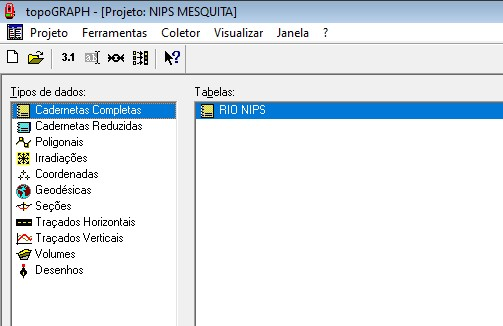 topoGRAPH - [Projeto: NIPS MESQUITA]
Projeto Ferramentas Coletor Visualizar Janela ?
3.1
Tipos de dados:
Tabelas:
Cadernetas Completas
RIO NIPS
Cadernetas Reduzidas
Poligonais
Irradiações
Coordenadas
Geodésicas
Seções
Traçados Horizontais
Traçados Verticais
Volumes
Desenhos